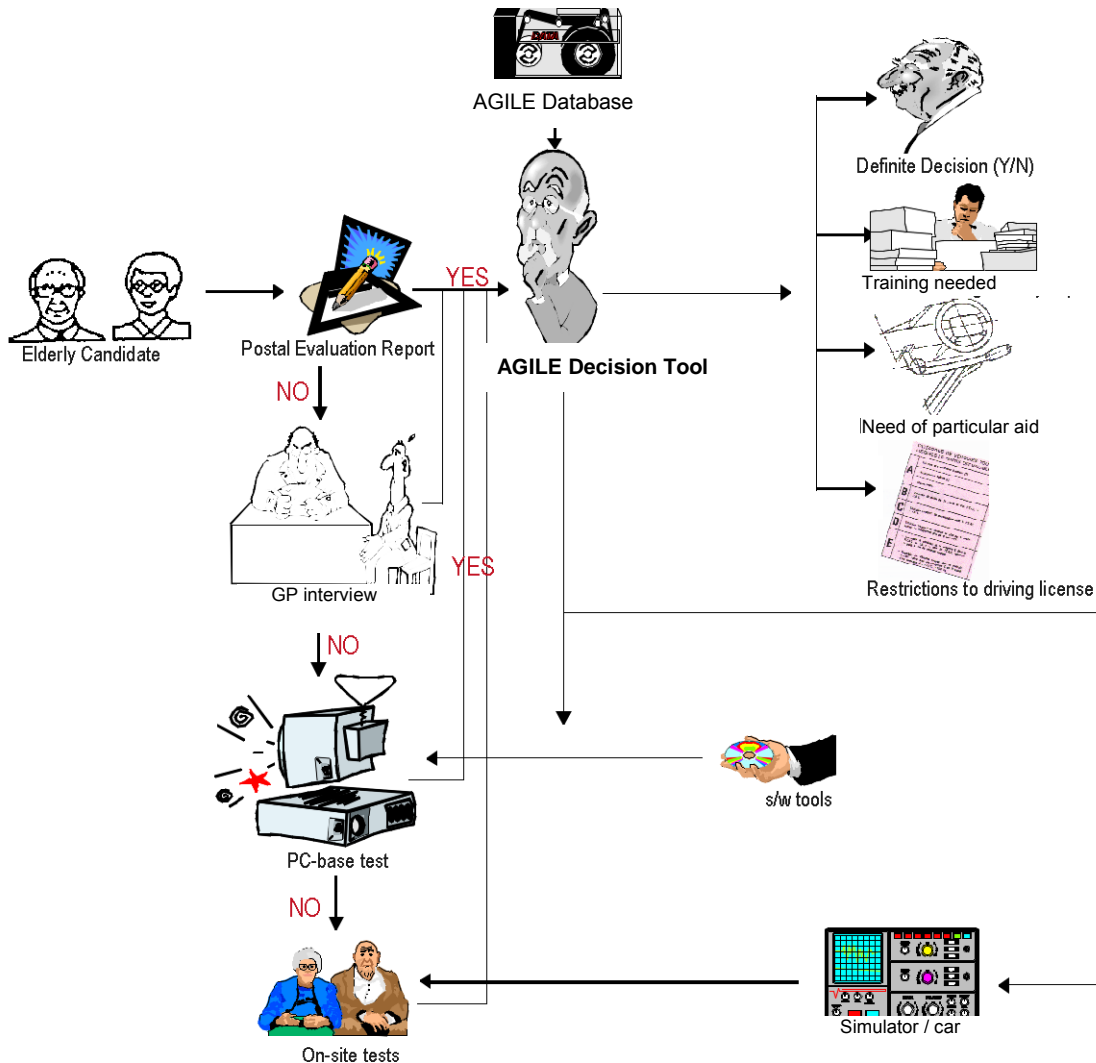 DATA
AGILE Database
Definite Decision (Y/N)
YES
Training needed
Elderly Candidate
Postal Evaluation Report
AGILE Decision Tool
NO
Need of particular aid
A
B
C
D
E
YES
GP interview
Restrictions to driving license
NO
s/w tools
PC-base test
NO
Simulator / car
On-site tests